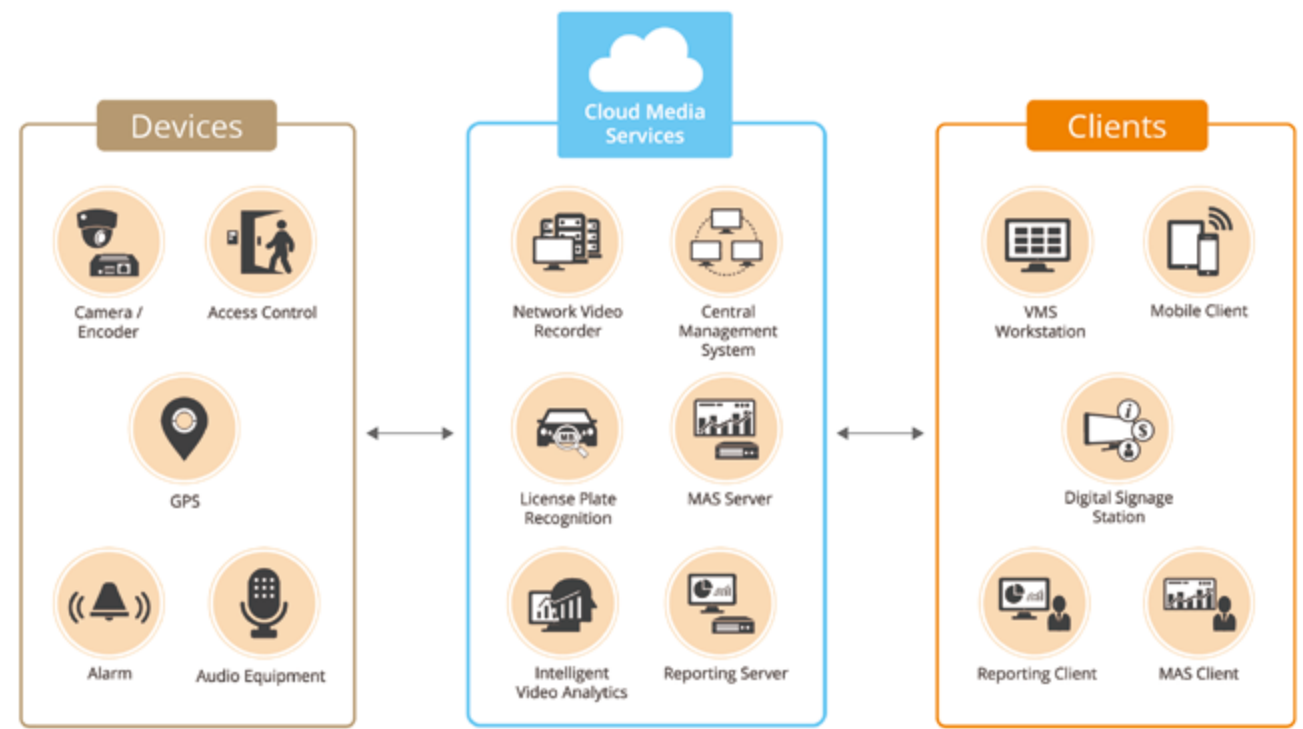 Cloud Media
Services
Devices
Clients
Camera /
Encoder
Access Control
GPS
Alarm
Audio Equipment
Network Video
Recorder
Central
Management
System
License Plate
Recognition
MAS Server
Intelligent
Video Analytics
Reporting Server
VMS
Workstation
Mobile Client
i
$
Digital Signage
Station
Reporting Client
MAS Client